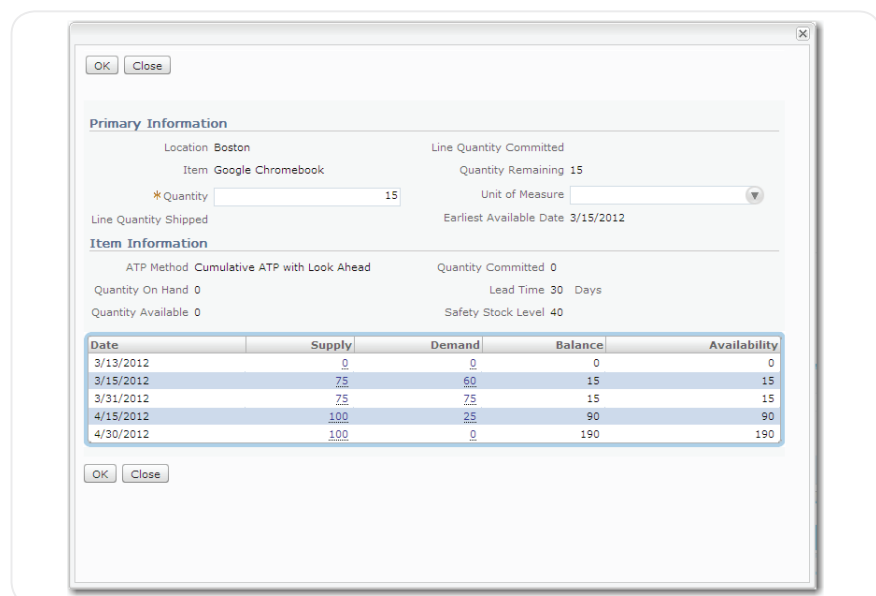 OK Close
Primary Information
Location Boston Line Quantity Committed
Item Google Chromebook Quantity Remaining 15
* Quantity 15 Unit of Measure
Line Quantity Shipped Earliest Available Date 3/15/2012
Item Information
ATP Method Cumulative ATP with Look Ahead Quantity Committed 0
Quantity On Hand 0 Lead Time 30 Days
Quantity Available 0 Safety Stock Level 40
Date Supply Demand Balance Availability
3/13/2012 0 0 0 0
3/15/2012 75 60 15 15
3/31/2012 75 75 15 15
4/15/2012 100 25 90 90
4/30/2012 100 0 190 190
OK Close